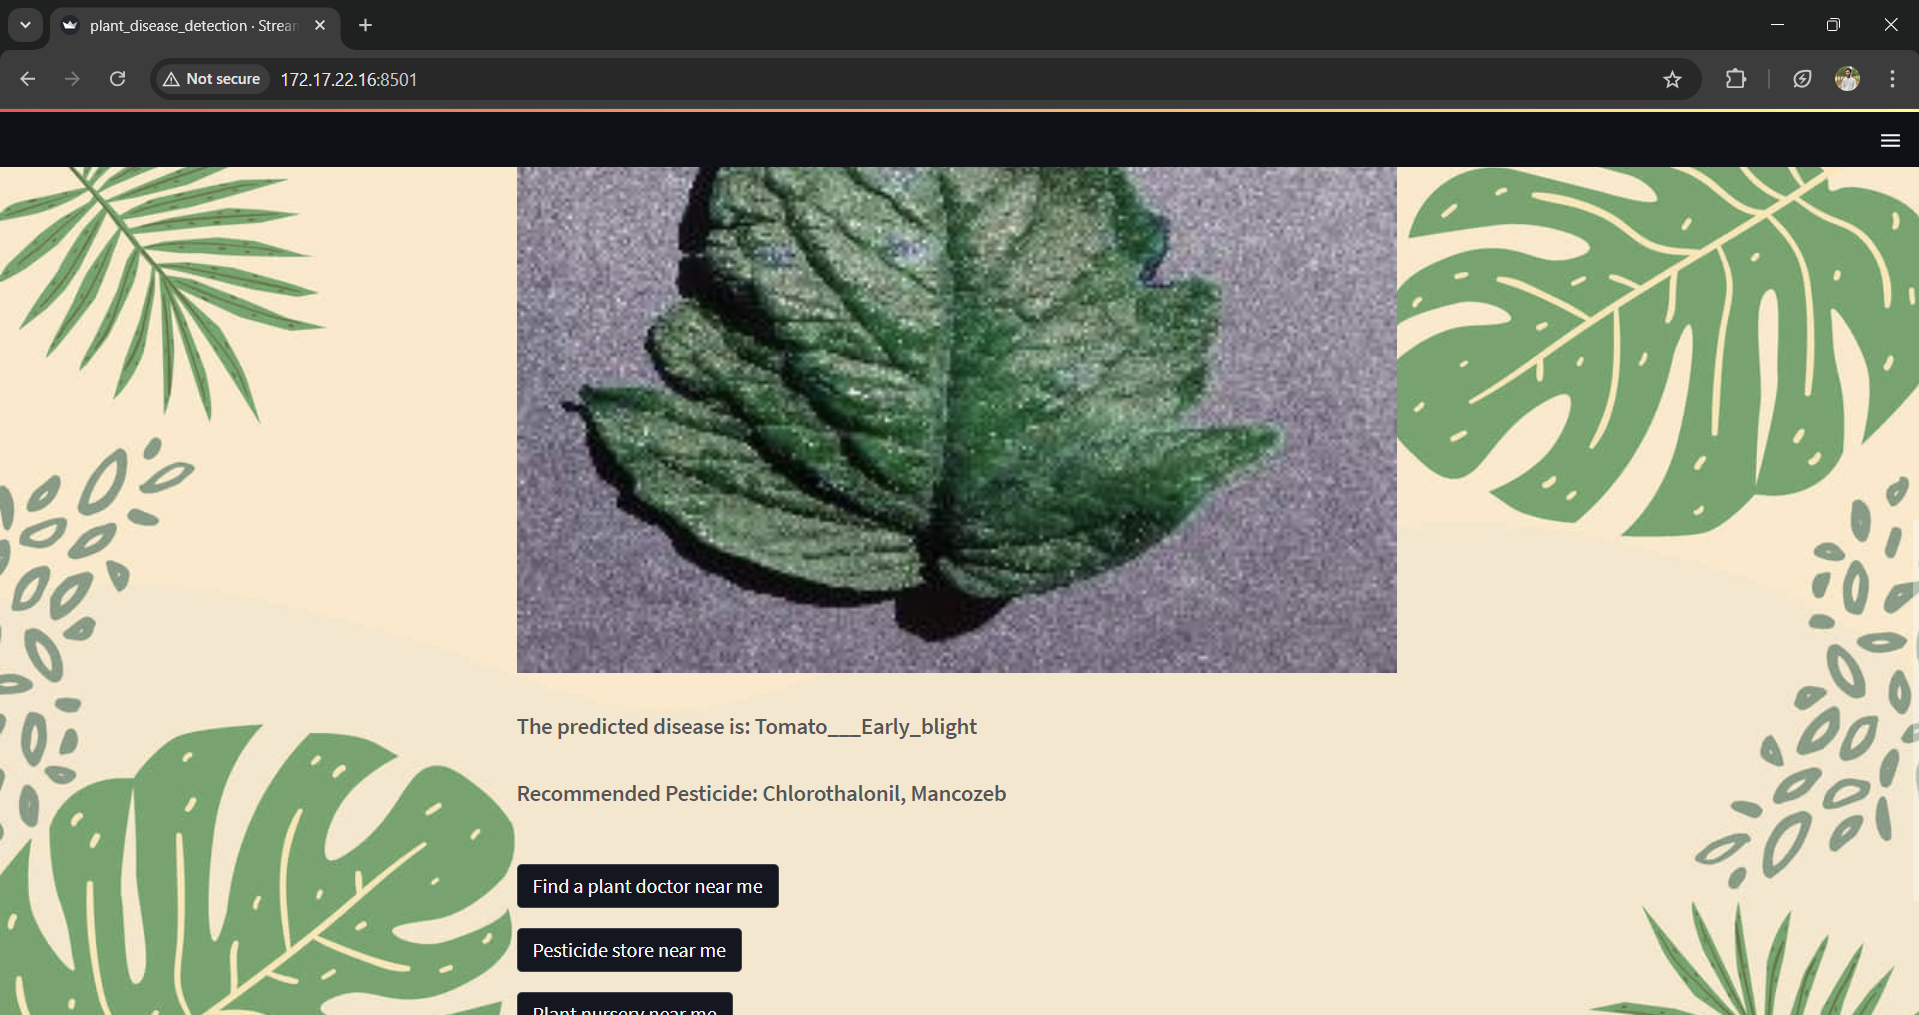 plant_disease_detection · Strea
Not secure
172.17.22.16:8501
The predicted disease is: Tomato___Early_blight
Recommended Pesticide: Chlorothalonil, Mancozeb
Find a plant doctor near me
Pesticide store near me
Plant nursery near me